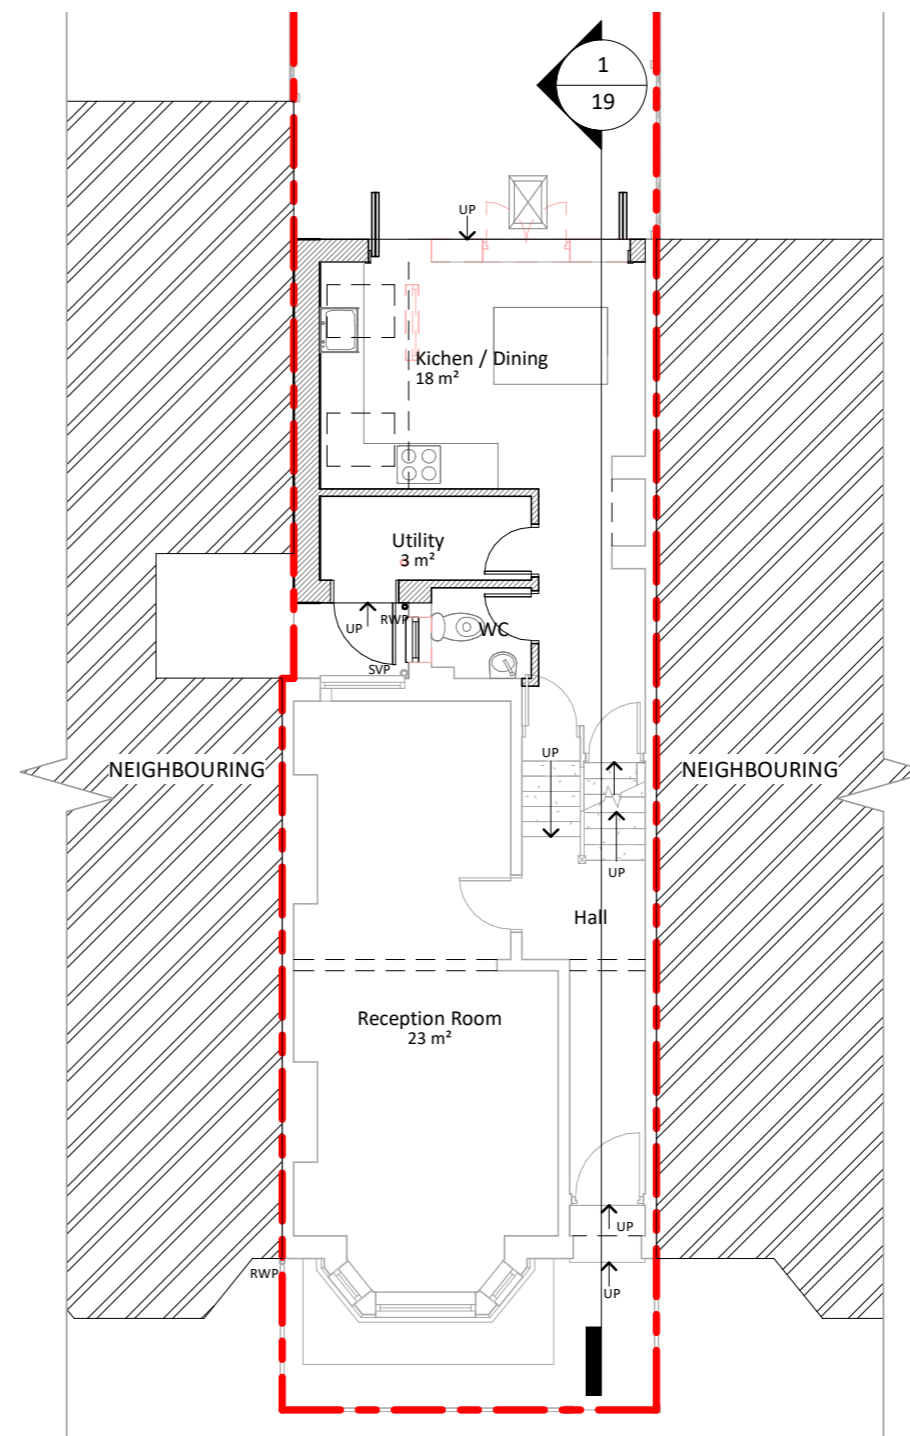 1
19
UP
Kichen / Dining
18 m²
Utility
3 m²
UP
RWP
WC
SVP
UP
NEIGHBOURING
NEIGHBOURING
UP
Hall
Reception Room
23 m²
UP
RWP
UP